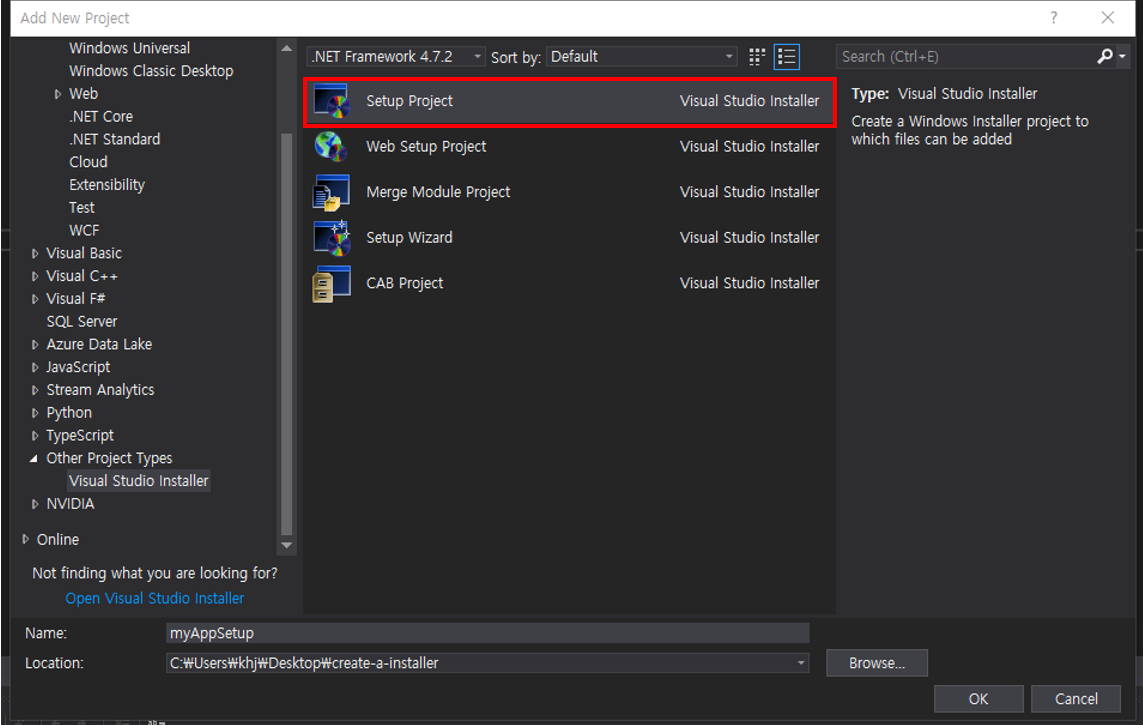 Add New Project
?
Windows Universal
Windows Classic Desktop
Web
.NET Core
.NET Standard
Cloud
Extensibility
Test
WCF
Visual Basic
Visual C++
Visual F#
SQL Server
Azure Data Lake
JavaScript
Stream Analytics
Python
TypeScript
Other Project Types
Visual Studio Installer
NVIDIA
Online
Not finding what you are looking for?
Open Visual Studio Installer
.NET Framework 4.7.2 Sort by: Default
Setup Project Visual Studio Installer
Web Setup Project Visual Studio Installer
Merge Module Project Visual Studio Installer
Setup Wizard Visual Studio Installer
CAB Project Visual Studio Installer
Search (Ctrl+E)
Type: Visual Studio Installer
Create a Windows Installer project to
which files can be added
Name: myAppSetup
Location: C:₩Users₩khj₩Desktop₩create-a-installer
Browse...
OK Cancel